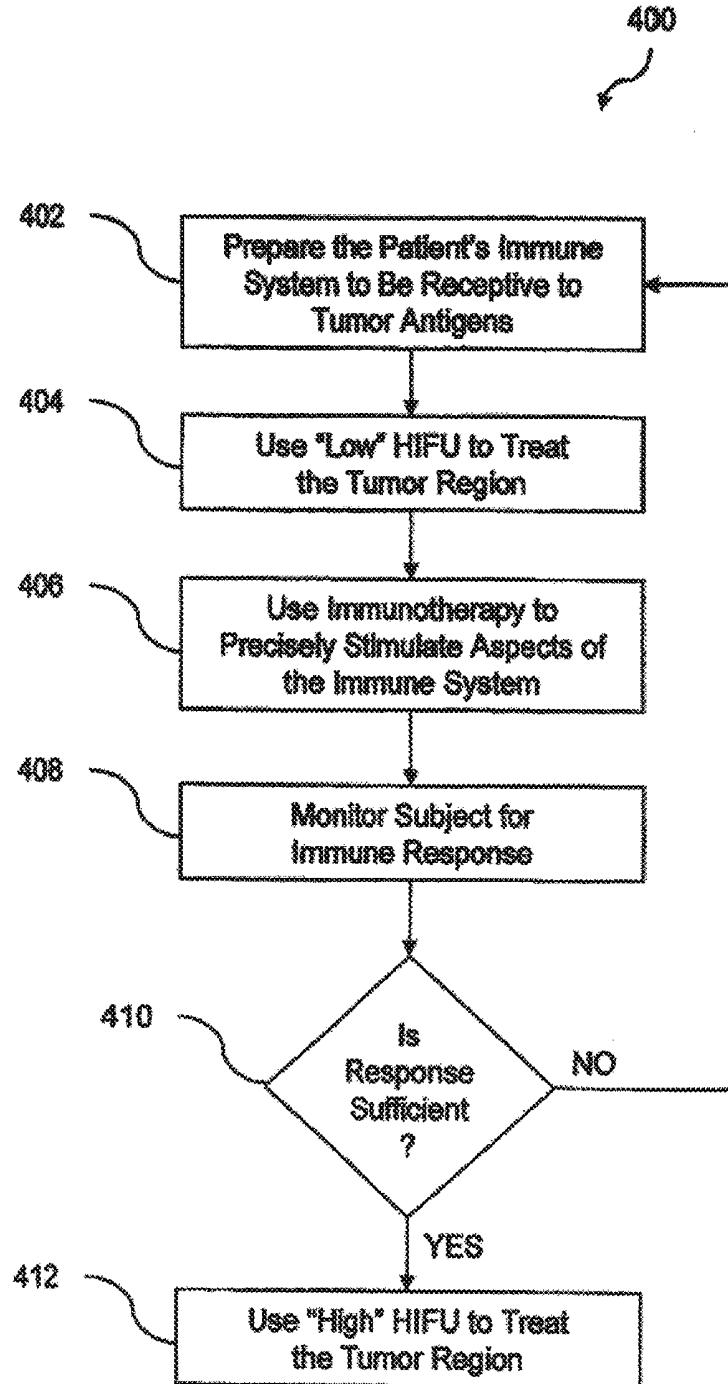 400
402
Prepare the Patient's Immune
System to Be Receptive to
Tumor Antigens
404
Use "Low" HIFU to Treat
the Tumor Region
406
Use Immunotherapy to
Precisely Stimulate Aspects of
the Immune System
408
Monitor Subject for
Immune Response
410
Is
Response
Sufficient
?
NO
YES
412
Use "High" HIFU to Treat
the Tumor Region